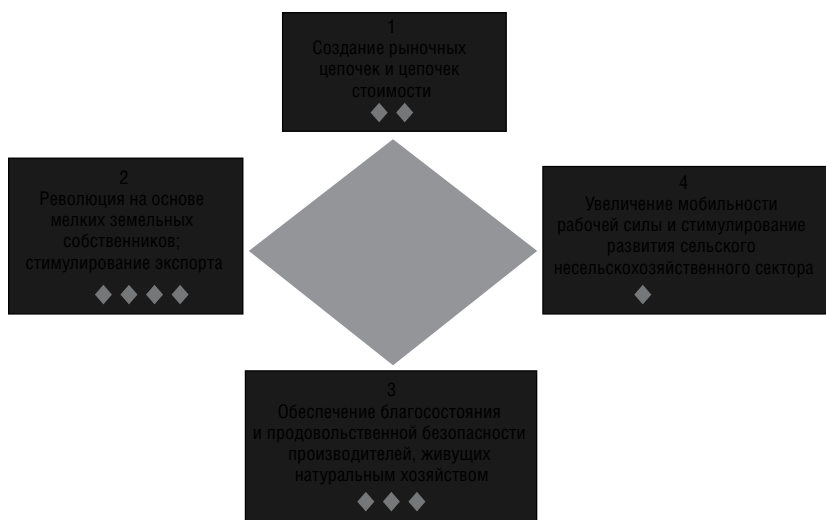 1
Создание рыночных
цепочек и цепочек
стоимости
2
Революция на основе
мелких земельных
собственников;
стимулирование экспорта
4
Увеличение мобильности
рабочей силы и стимулирование
развития сельского
несельскохозяйственного сектора
3
Обеспечение благосостояния
и продовольственной безопасности
производителей, живущих
натуральным хозяйством